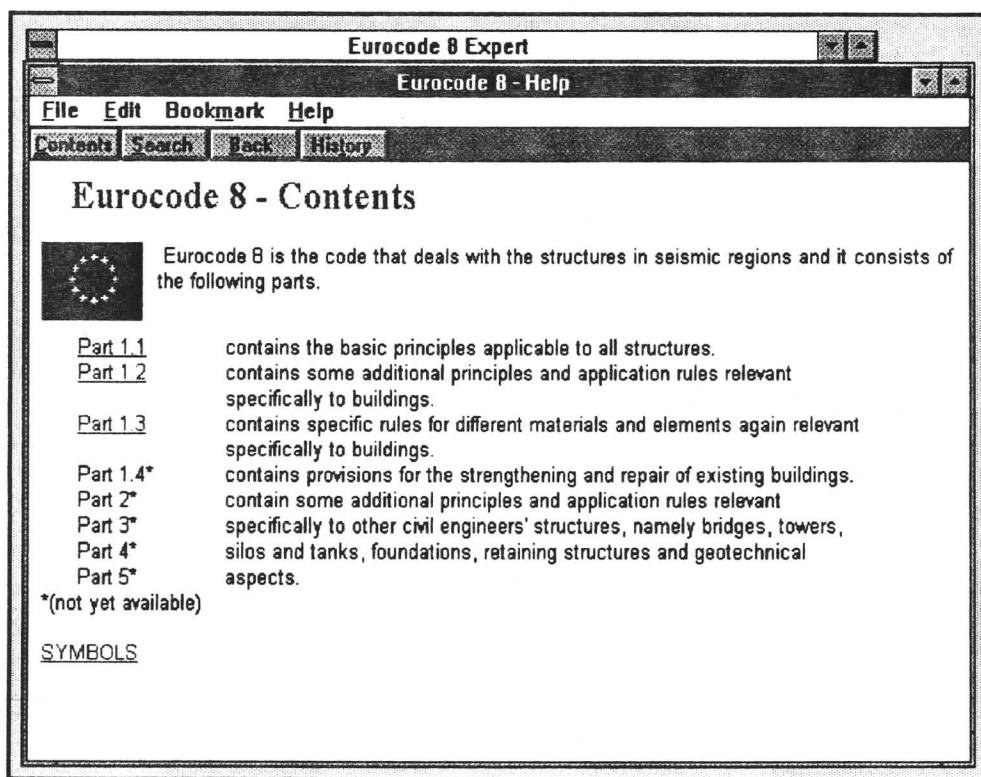 Eurocode 8 Expert
Eurocode 8 - Help
File Edit Bookmark Help
Contents Search Back History
Eurocode 8 - Contents
Eurocode 8 is the code that deals with the structures in seismic regions and it consists of
the following parts.
Part 1.1 contains the basic principles applicable to all structures.
Part 1.2 contains some additional principles and application rules relevant
specifically to buildings.
Part 1.3 contains specific rules for different materials and elements again relevant
specifically to buildings.
Part 1.4* contains provisions for the strengthening and repair of existing buildings.
Part 2* contain some additional principles and application rules relevant
Part 3* specifically to other civil engineers' structures, namely bridges, towers,
Part 4* silos and tanks, foundations, retaining structures and geotechnical
Part 5* aspects.
*(not yet available)
SYMBOLS